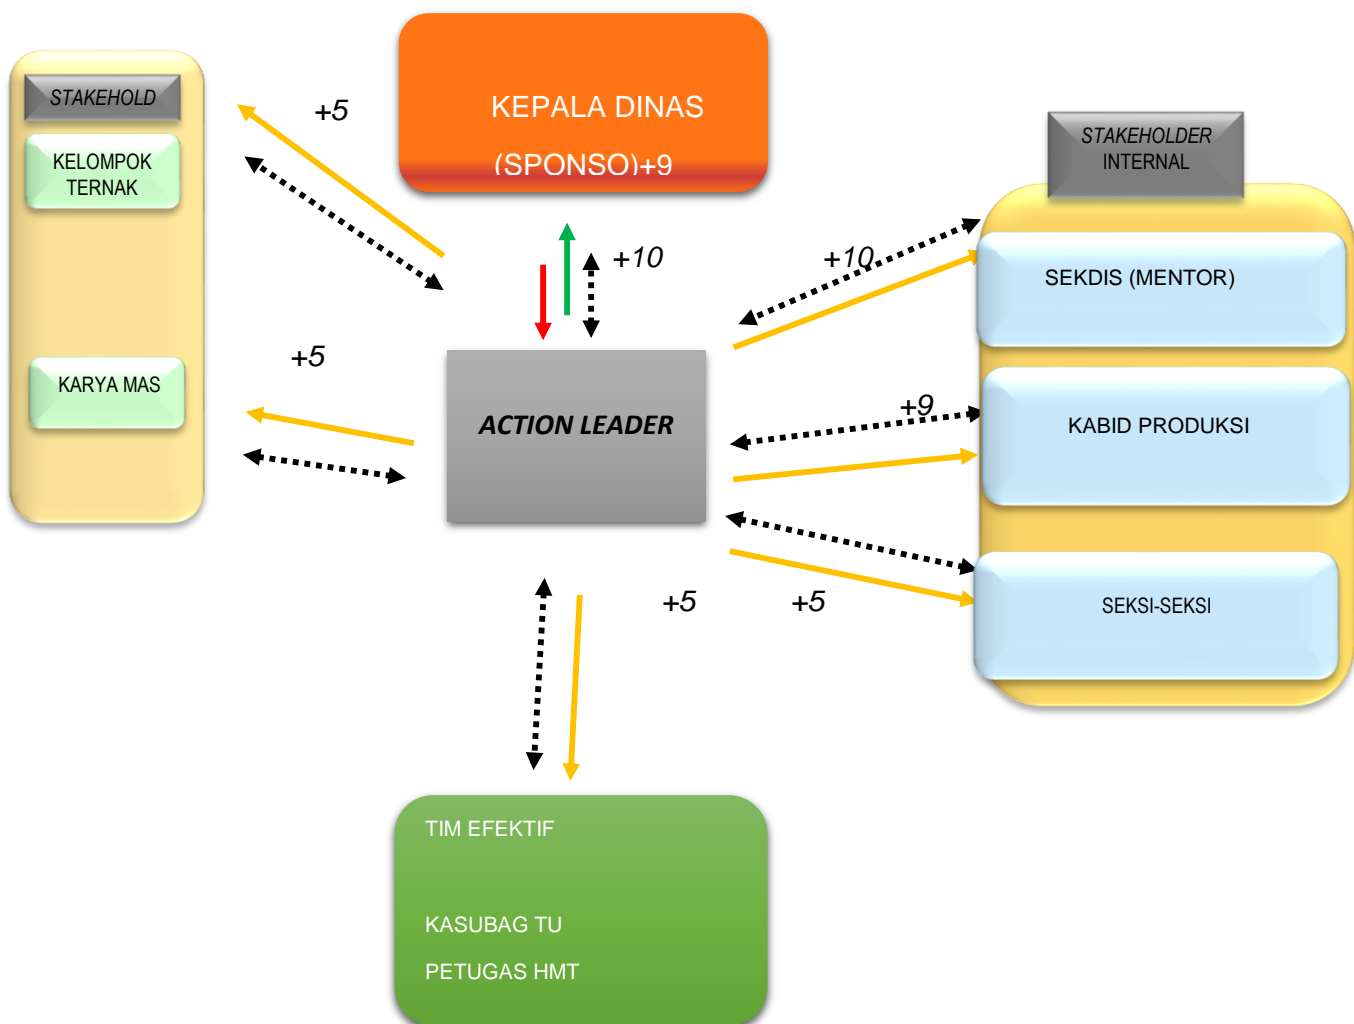 STAKEHOLD
KELOMPOK
TERNAK
KARYA MAS
+5
+5
KEPALA DINAS
(SPONSO)+9
+10
ACTION LEADER
+10
+9
+5
+5
STAKEHOLDER
INTERNAL
SEKDIS (MENTOR)
KABID PRODUKSI
SEKSI-SEKSI
TIM EFEKTIF
KASUBAG TU
PETUGAS HMT